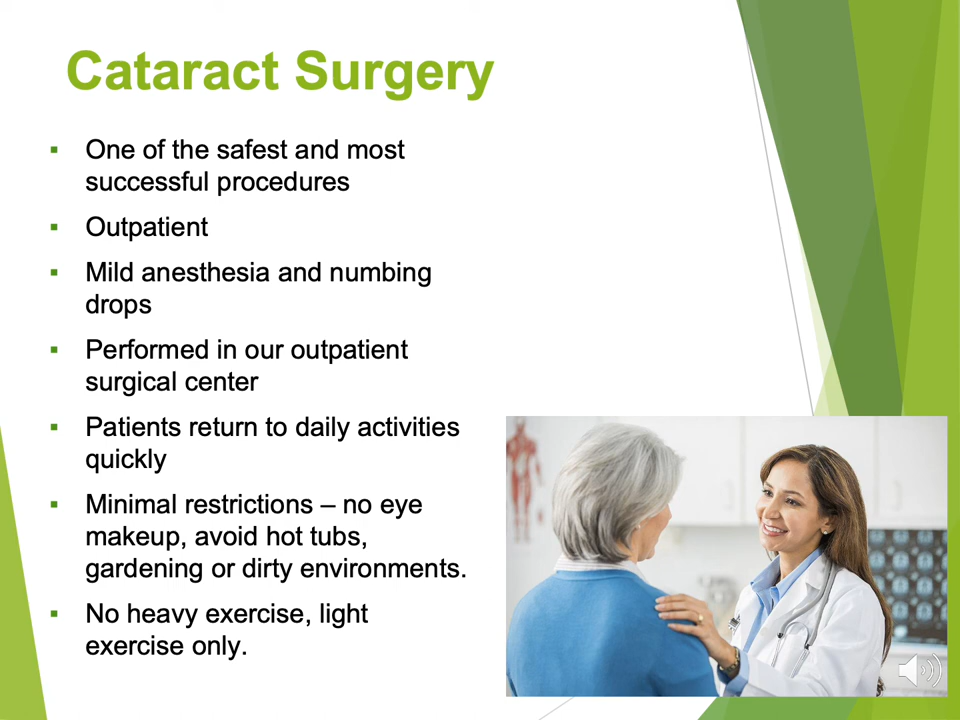 Cataract Surgery
▪ One of the safest and most
successful procedures
▪ Outpatient
▪ Mild anesthesia and numbing
drops
▪ Performed in our outpatient
surgical center
▪ Patients return to daily activities
quickly
▪ Minimal restrictions – no eye
makeup, avoid hot tubs,
gardening or dirty environments.
▪ No heavy exercise, light
exercise only.